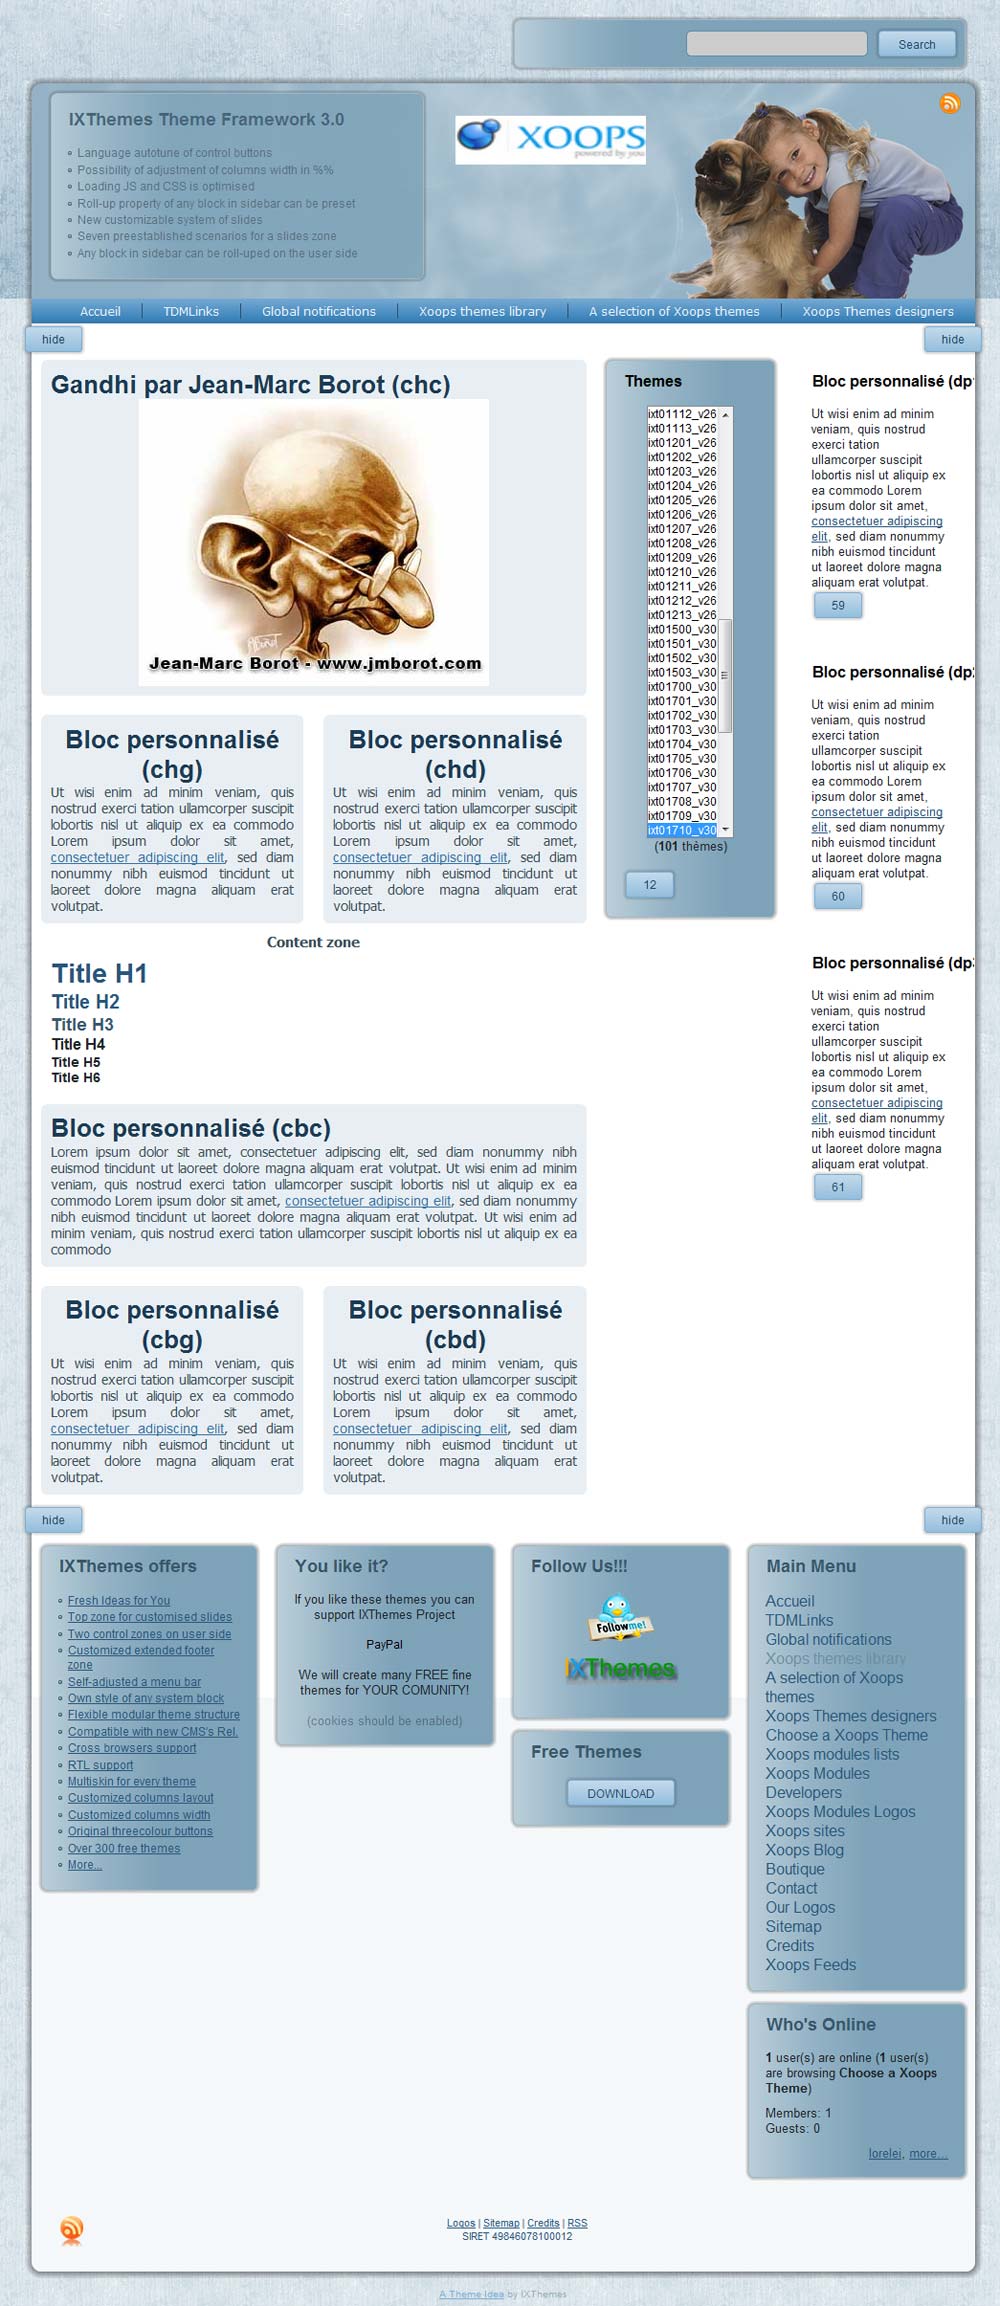 Search
IXThemes Theme Framework 3.0
Language autotune of control buttons
Possibility of adjustment of columns width in %%
Loading JS and CSS is optimised
Roll-up property of any block in sidebar can be preset
New customizable system of slides
Seven preestablished scenarios for a slides zone
Any block in sidebar can be roll-uped on the user side
XOOPS
powered by you
Accueil
TDMLinks
Global notifications
Xoops themes library
A selection of Xoops themes
Xoops Themes designers
hide
hide
Gandhi par Jean-Marc Borot (chc)
Jean-Marc Borot - www.jmborot.com
Bloc personnalisé
(chg)
Ut wisi enim ad minim veniam, quis
nostrud exerci tation ullamcorper suscipit
lobortis nisl ut aliquip ex ea commodo
Lorem ipsum dolor sit amet,
consectetuer adipiscing elit, sed diam
nonummy nibh euismod tincidunt ut
laoreet dolore magna aliquam erat
volutpat.
Bloc personnalisé
(chd)
Ut wisi enim ad minim veniam, quis
nostrud exerci tation ullamcorper suscipit
lobortis nisl ut aliquip ex ea commodo
Lorem ipsum dolor sit amet,
consectetuer adipiscing elit, sed diam
nonummy nibh euismod tincidunt ut
laoreet dolore magna aliquam erat
volutpat.
Content zone
Title H1
Title H2
Title H3
Title H4
Title H5
Title H6
Bloc personnalisé (cbc)
Lorem ipsum dolor sit amet, consectetuer adipiscing elit, sed diam nonummy nibh
euismod tincidunt ut laoreet dolore magna aliquam erat volutpat. Ut wisi enim ad minim
veniam, quis nostrud exerci tation ullamcorper suscipit lobortis nisl ut aliquip ex ea
commodo Lorem ipsum dolor sit amet, consectetuer adipiscing elit, sed diam nonummy
nibh euismod tincidunt ut laoreet dolore magna aliquam erat volutpat. Ut wisi enim ad
minim veniam, quis nostrud exerci tation ullamcorper suscipit lobortis nisl ut aliquip ex ea
commodo
Bloc personnalisé
(cbg)
Ut wisi enim ad minim veniam, quis
nostrud exerci tation ullamcorper suscipit
lobortis nisl ut aliquip ex ea commodo
Lorem ipsum dolor sit amet,
consectetuer adipiscing elit, sed diam
nonummy nibh euismod tincidunt ut
laoreet dolore magna aliquam erat
volutpat.
Bloc personnalisé
(cbd)
Ut wisi enim ad minim veniam, quis
nostrud exerci tation ullamcorper suscipit
lobortis nisl ut aliquip ex ea commodo
Lorem ipsum dolor sit amet,
consectetuer adipiscing elit, sed diam
nonummy nibh euismod tincidunt ut
laoreet dolore magna aliquam erat
volutpat.
Themes
ixt01112_v26
ixt01113_v26
ixt01201_v26
ixt01202_v26
ixt01203_v26
ixt01204_v26
ixt01205_v26
ixt01206_v26
ixt01207_v26
ixt01208_v26
ixt01209_v26
ixt01210_v26
ixt01211_v26
ixt01212_v26
ixt01213_v26
ixt01500_v30
ixt01501_v30
ixt01502_v30
ixt01503_v30
ixt01700_v30
ixt01701_v30
ixt01702_v30
ixt01703_v30
ixt01704_v30
ixt01705_v30
ixt01706_v30
ixt01707_v30
ixt01708_v30
ixt01709_v30
ixt01710_v30
(101 thèmes)
12
Bloc personnalisé (dp
Ut wisi enim ad minim
veniam, quis nostrud
exerci tation
ullamcorper suscipit
lobortis nisl ut aliquip ex
ea commodo Lorem
ipsum dolor sit amet,
consectetuer adipiscing
elit, sed diam nonummy
nibh euismod tincidunt
ut laoreet dolore magna
aliquam erat volutpat.
59
Bloc personnalisé (dp2
Ut wisi enim ad minim
veniam, quis nostrud
exerci tation
ullamcorper suscipit
lobortis nisl ut aliquip ex
ea commodo Lorem
ipsum dolor sit amet,
consectetuer adipiscing
elit, sed diam nonummy
nibh euismod tincidunt
ut laoreet dolore magna
aliquam erat volutpat.
60
Bloc personnalisé (dp3
Ut wisi enim ad minim
veniam, quis nostrud
exerci tation
ullamcorper suscipit
lobortis nisl ut aliquip ex
ea commodo Lorem
ipsum dolor sit amet,
consectetuer adipiscing
elit, sed diam nonummy
nibh euismod tincidunt
ut laoreet dolore magna
aliquam erat volutpat.
61
hide
hide
IXThemes offers
Fresh Ideas for You
Top zone for customised slides
Two control zones on user side
Customized extended footer
zone
Self-adjusted a menu bar
Own style of any system block
Flexible modular theme structure
Compatible with new CMS's Rel.
Cross browsers support
RTL support
Multiskin for every theme
Customized columns layout
Customized columns width
Original threecolour buttons
Over 300 free themes
More...
You like it?
If you like these themes you can
support IXThemes Project
PayPal
We will create many FREE fine
themes for YOUR COMUNITY!
(cookies should be enabled)
Follow Us!!!
Follow me!
IXThemes
Free Themes
DOWNLOAD
Main Menu
Accueil
TDMLinks
Global notifications
Xoops themes library
A selection of Xoops
themes
Xoops Themes designers
Choose a Xoops Theme
Xoops modules lists
Xoops Modules
Developers
Xoops Modules Logos
Xoops sites
Xoops Blog
Boutique
Contact
Our Logos
Sitemap
Credits
Xoops Feeds
Who's Online
1 user(s) are online (1 user(s)
are browsing Choose a Xoops
Theme)
Members: 1
Guests: 0
lorelei, more...
Logos | Sitemap | Credits | RSS
SIRET 49846078100012
A Theme Idea by IXThemes